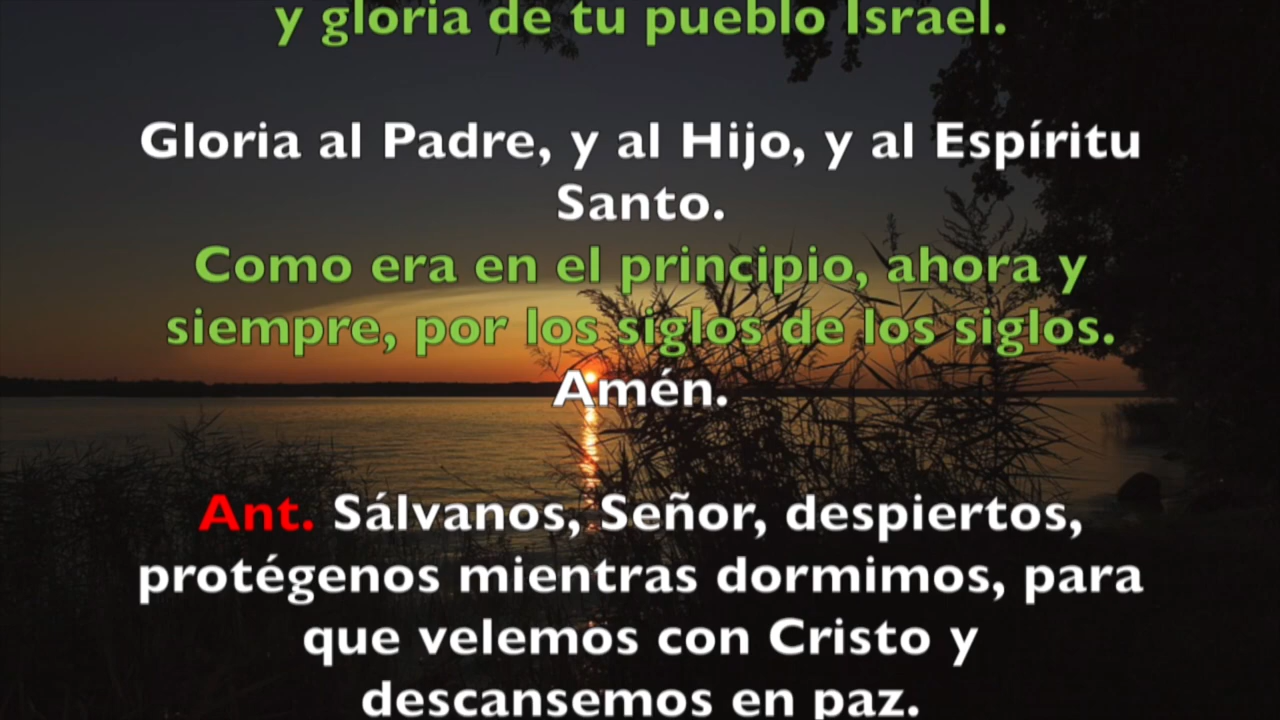 y gloria de tu pueblo Israel.
Gloria al Padre, y al Hijo, y al Espíritu
Santo.
Como era en el principio, ahora y
siempre, por los siglos de los siglos.
Amén.
Ant. Sálvanos, Señor, despiertos,
protégenos mientras dormimos, para
que velemos con Cristo y
descansemos en paz.